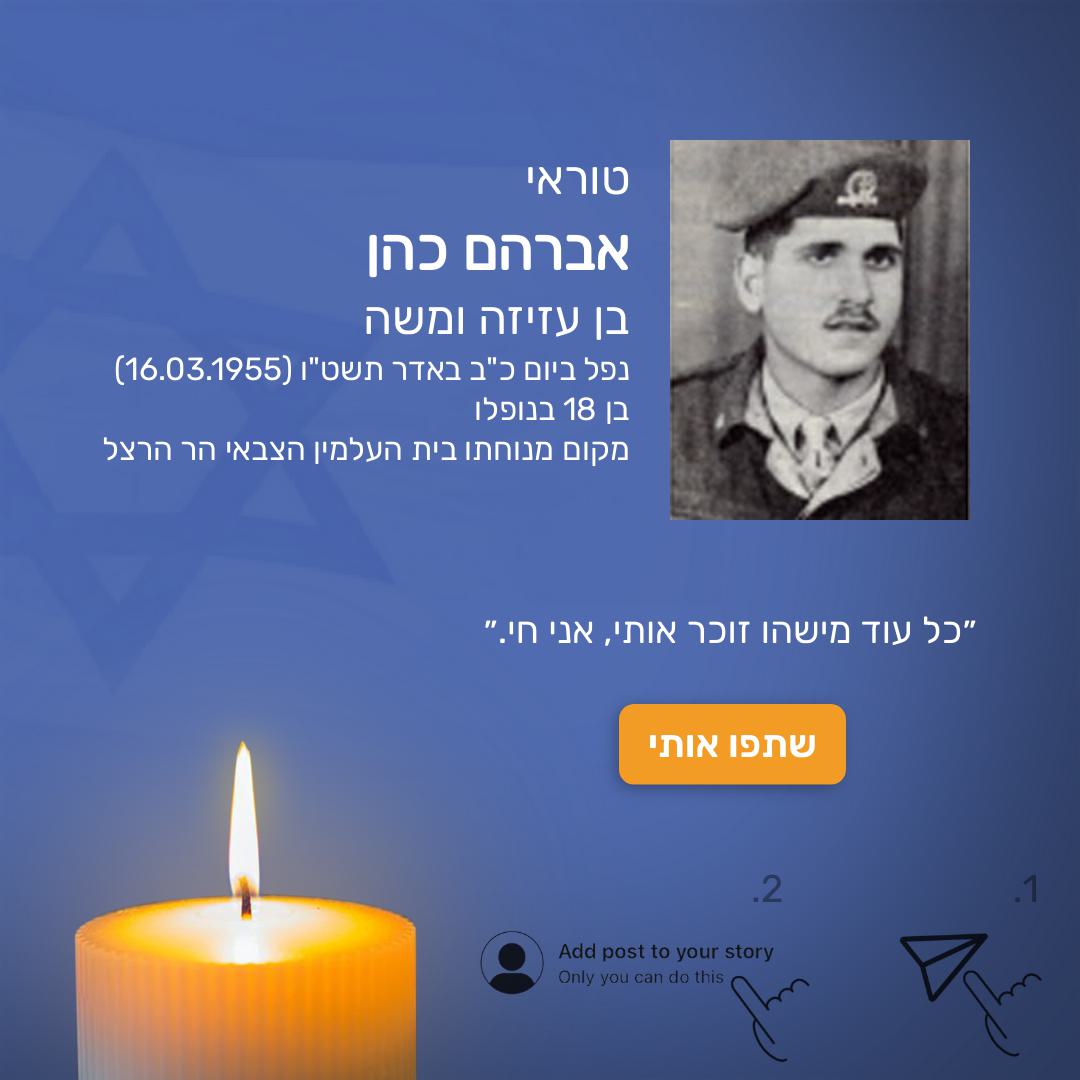 טוראי
אברהם כהן
בן עזיזה ומשה
נפל ביום כ"ב באדר תשט"ו (16.03.1955)
בן 18 בנופלו
מקום מנוחתו בית העלמין הצבאי הר הרצל
״כל עוד מישהו זוכר אותי, אני חי.״
שתפו אותי
.1
.2
Add post to your story
Only you can do this